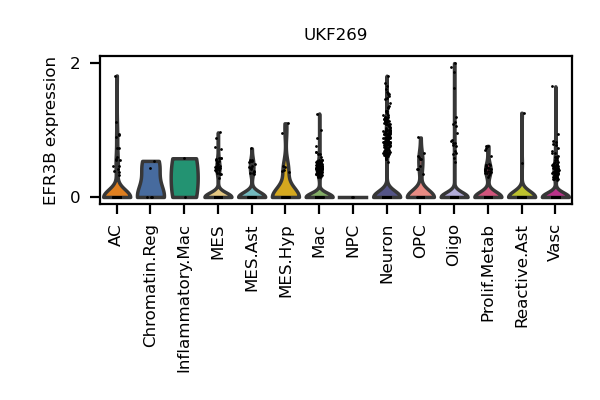 UKF269
EFR3B expression
2
0
AC
Chromatin.Reg
Inflammatory.Mac
MES
MES.Ast
MES.Hyp
Mac
NPC
Neuron
OPC
Oligo
Prolif.Metab
Reactive.Ast
Vasc